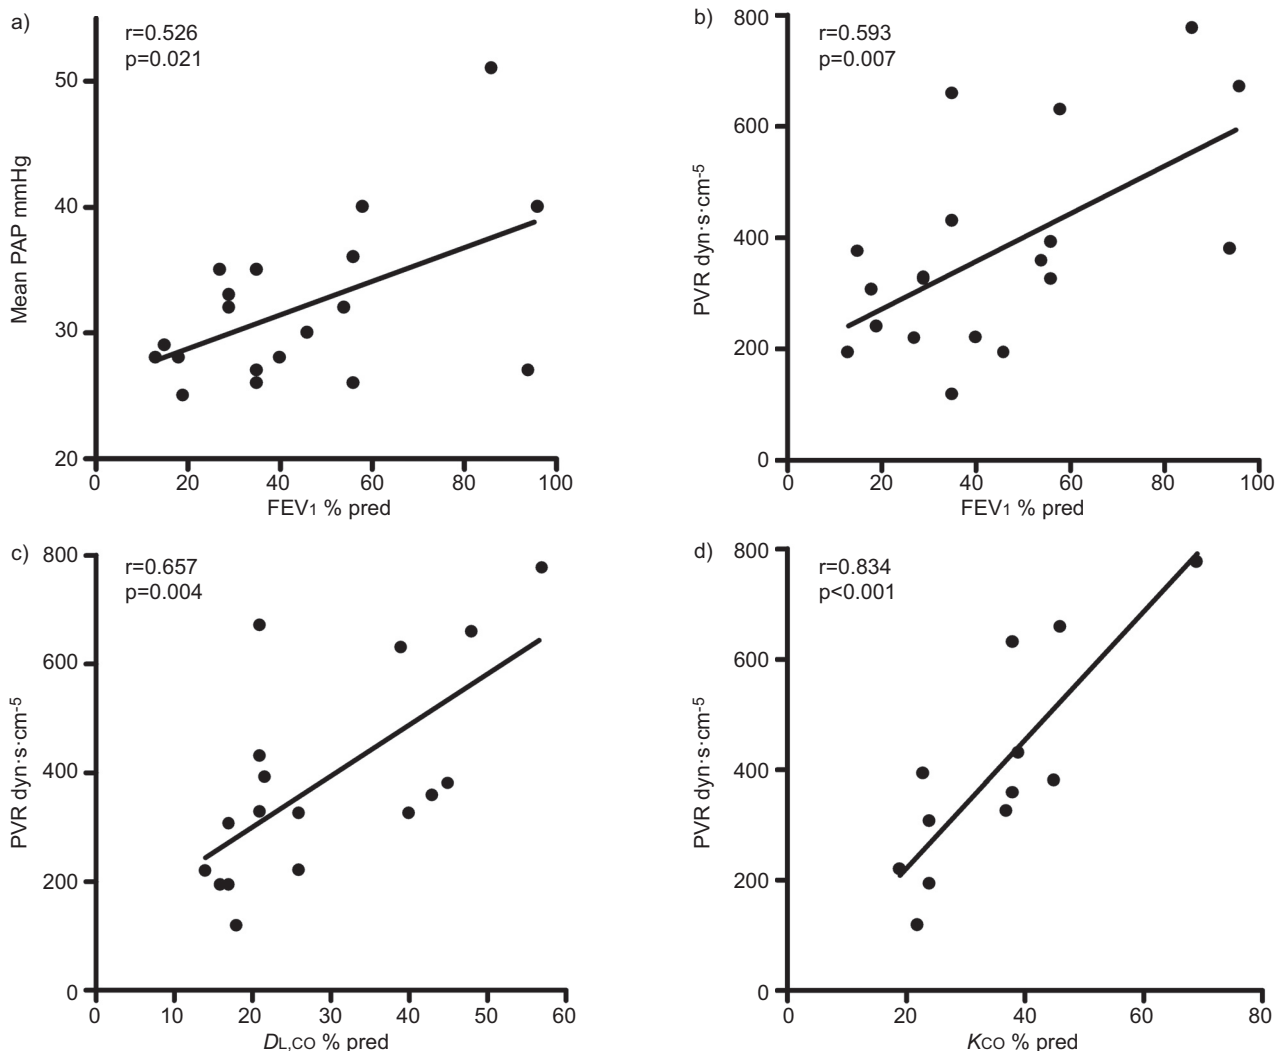 a)
r=0.526
p=0.021
Mean PAP mmHg
50
40
30
20
0 20 40 60 80 100
FEV1 % pred
b)
r=0.593
p=0.007
PVR dyn·s·cm-5
800
600
400
200
0
0 20 40 60 80 100
FEV1 % pred
c)
r=0.657
p=0.004
PVR dyn·s·cm-5
800
600
400
200
0
0 10 20 30 40 50 60
DL,CO % pred
d)
r=0.834
p<0.001
PVR dyn·s·cm-5
800
600
400
200
0
0 20 40 60 80
KCO % pred